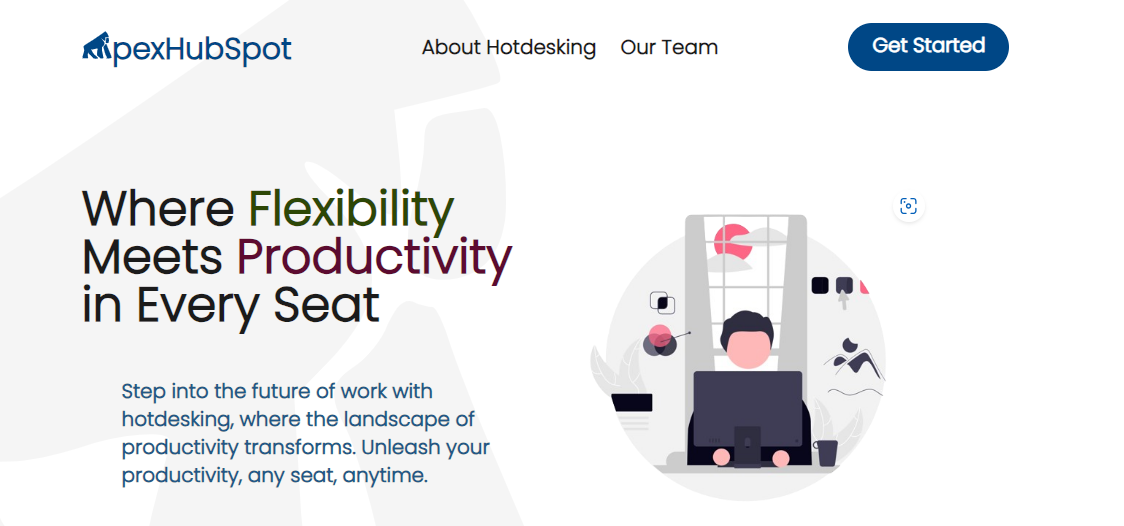 pexHubSpot
About Hotdesking
Our Team
Get Started
Where Flexibility
Meets Productivity
in Every Seat
Step into the future of work with
hotdesking, where the landscape of
productivity transforms. Unleash your
productivity, any seat, anytime.